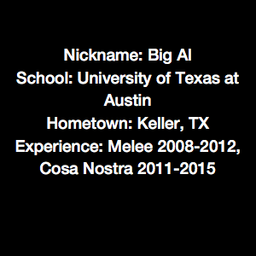 Nickname: Big Al
School: University of Texas at
Austin
Hometown: Keller, TX
Experience: Melee 2008-2012,
Cosa Nostra 2011-2015